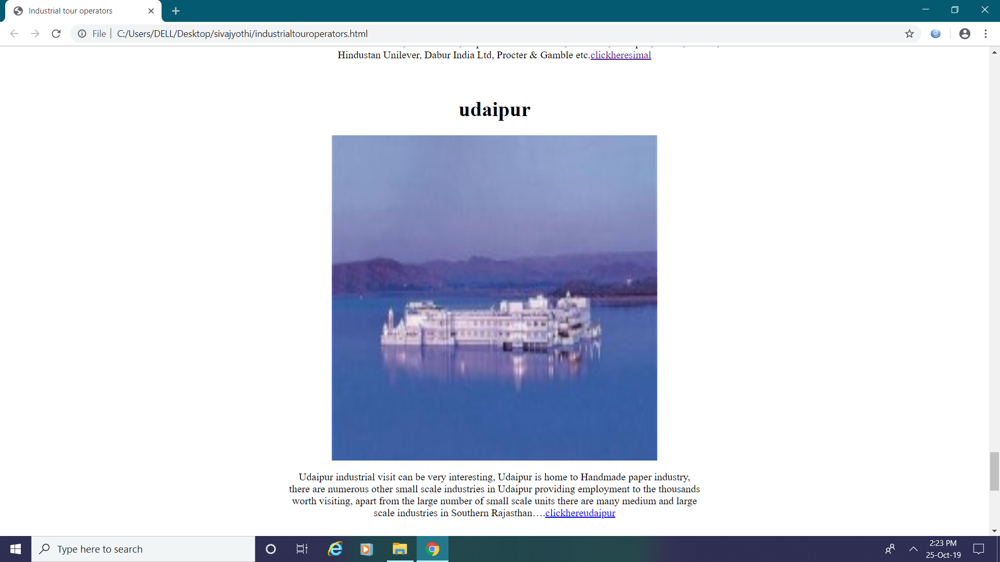 Industrial tour operators
File
C:/Users/DELL/Desktop/sivajyothi/industrialtouroperators.html
Hindustan Unilever, Dabur India Ltd, Procter & Gamble etc.clickheresimal
udaipur
Udaipur industrial visit can be very interesting, Udaipur is home to Handmade paper industry,
there are numerous other small scale industries in Udaipur providing employment to the thousands
worth visiting, apart from the large number of small scale units there are many medium and large
scale industries in Southern Rajasthan….clickhereudaipur
Type here to search
2:23 PM
25-Oct-19